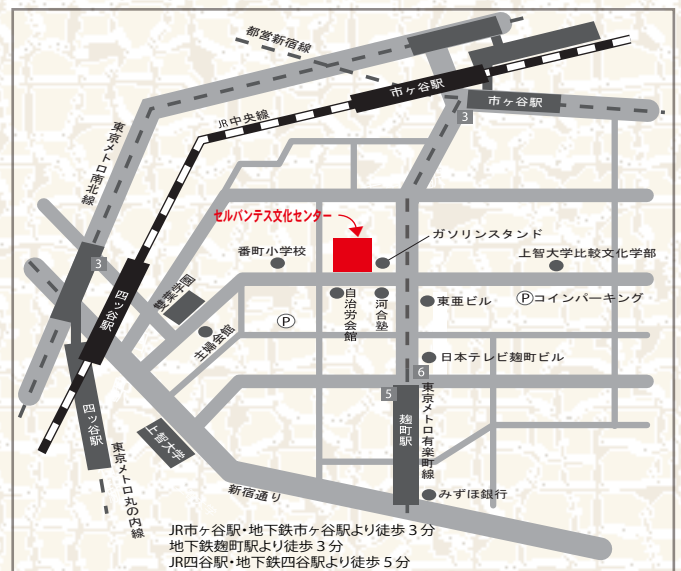 都営新宿線
市ヶ谷駅
市ヶ谷駅
3
JR中央線
東京メトロ南北線
セルバンテス文化センター
ガソリンスタンド
番町小学校
上智大学比較文化学部
3
四ッ谷駅
自治労会館
河合塾
東亜ビル
Ⓟコインパーキング
Ⓟ
主婦会館
日本テレビ麹町ビル
6
5
東京メトロ有楽町線
麹町駅
四ッ谷駅
上智大学
東京メトロ丸の内線
新宿通り
みずほ銀行
JR市ヶ谷駅・地下鉄市ヶ谷駅より徒歩3分
地下鉄麹町駅より徒歩3分
JR四谷駅・地下鉄四谷駅より徒歩5分